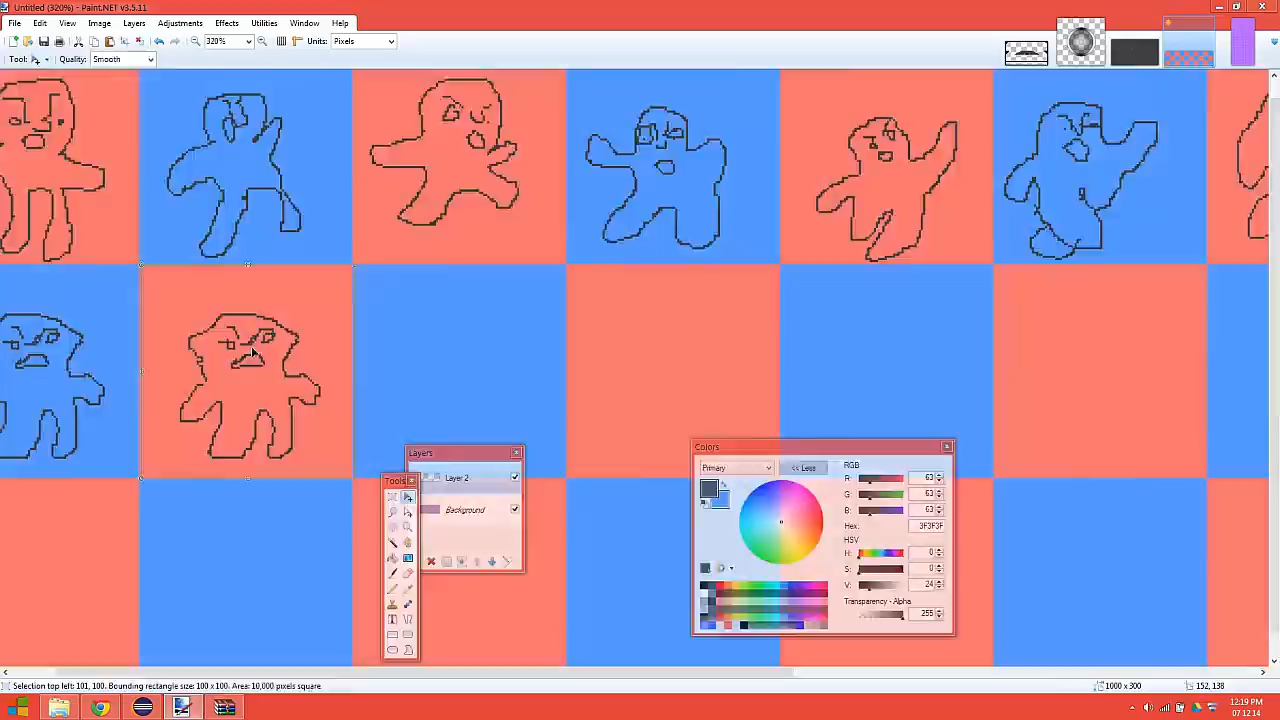 Untitled (320%) - Paint.NET v3.5.11
File Edit View Image Layers Adjustments Effects Utilities Window Help
320% Units: Pixels
Tool: Quality: Smooth
Layers
Layer 2
Background
Tools
Colors
Primary << Less RGB
R: 63
G: 63
B: 63
Hex: 3F3F3F
HSV
H: 0
S: 0
V: 24
Transparency - Alpha
255
Selection top left: 101, 100. Bounding rectangle size: 100 x 100. Area: 10,000 pixels square 1000 x 300 152, 138
12:19 PM
07 12 14